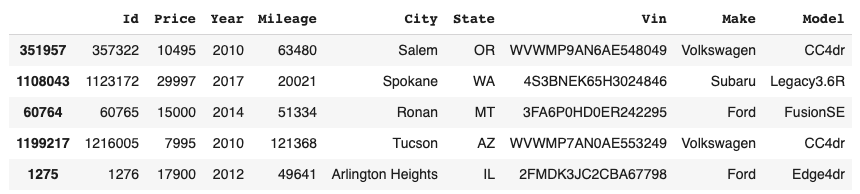 Id Price Year Mileage City State Vin Make Model
351957 357322 10495 2010 63480 Salem OR WVWMP9AN6AE548049 Volkswagen CC4dr
1108043 1123172 29997 2017 20021 Spokane WA 4S3BNEK65H3024846 Subaru Legacy3.6R
60764 60765 15000 2014 51334 Ronan MT 3FA6P0HD0ER242295 Ford FusionSE
1199217 1216005 7995 2010 121368 Tucson AZ WVWMP7AN0AE553249 Volkswagen CC4dr
1275 1276 17900 2012 49641 Arlington Heights IL 2FMDK3JC2CBA67798 Ford Edge4dr